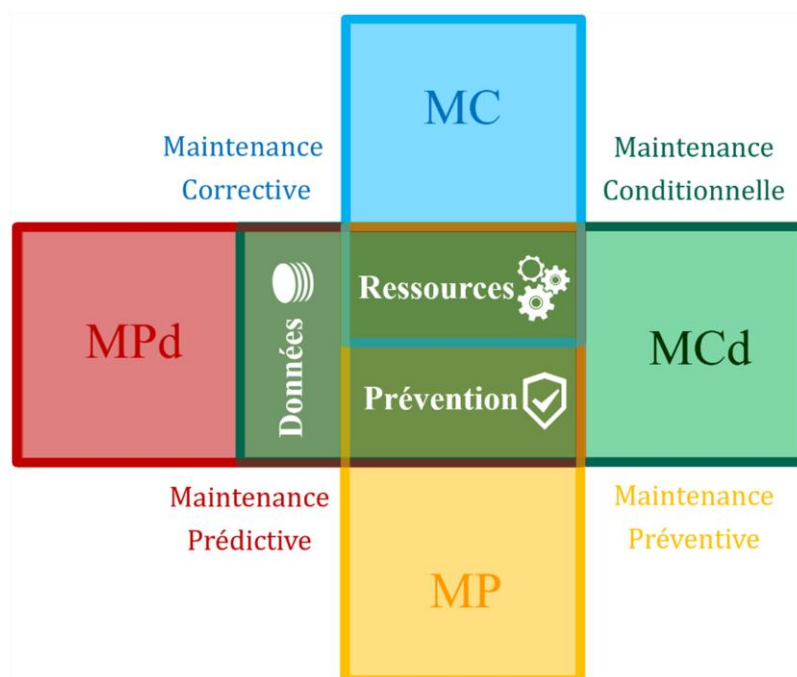 MC
Maintenance
Corrective
Maintenance
Conditionnelle
MPd
Données
Ressources
Prévention
MCd
Maintenance
Prédictive
Maintenance
Préventive
MP